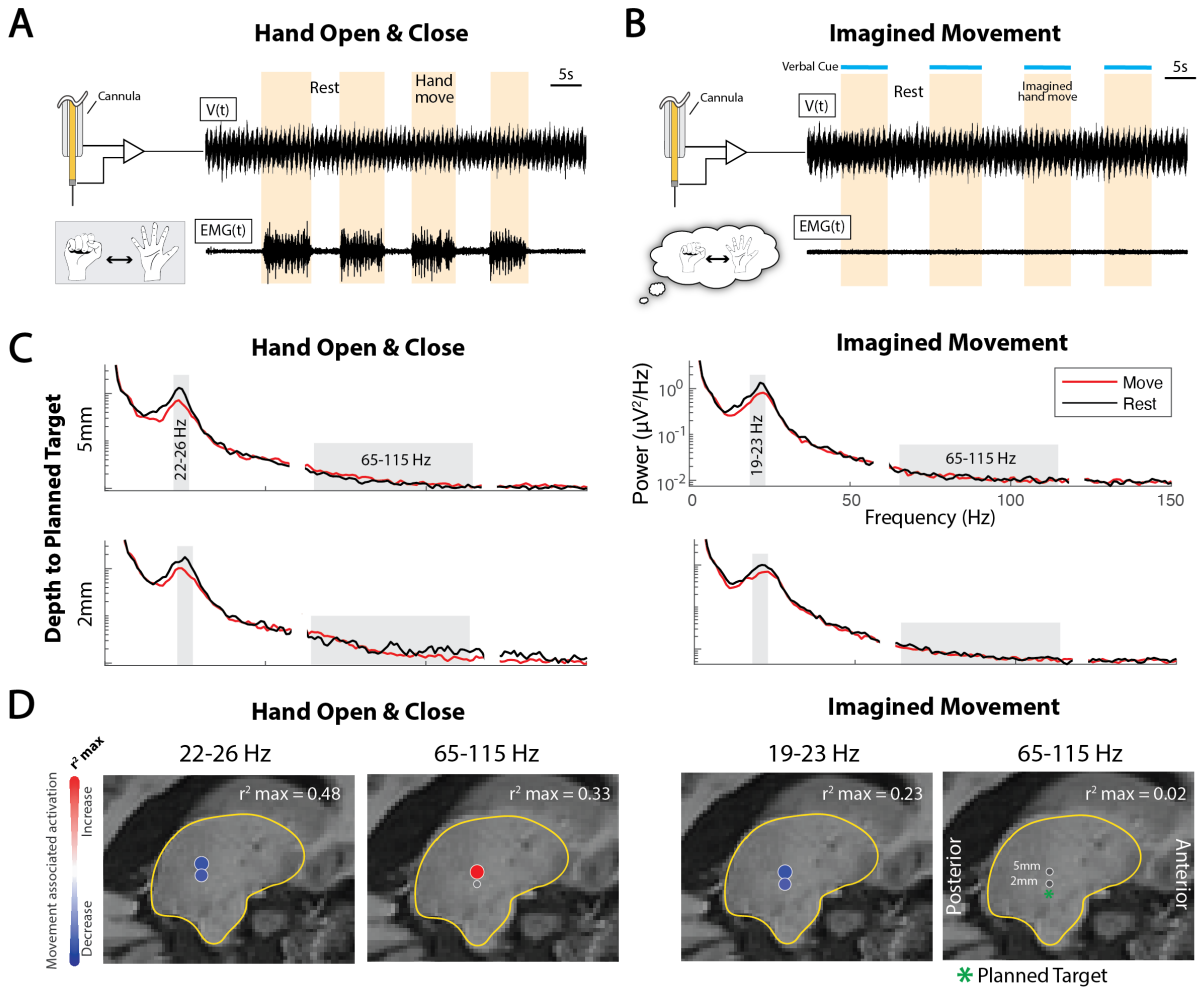 A
Hand Open & Close
Cannula
V(t)
Rest
Hand
move
5s
EMG(t)
B
Imagined Movement
Verbal Cue
5s
Cannula
V(t)
Rest
Imagined
hand move
EMG(t)
C
Depth to Planned Target
Hand Open & Close
5mm
22-26 Hz
65-115 Hz
2mm
Imagined Movement
Power (μV²/Hz)
10⁰
10⁻¹
10⁻²
19-23 Hz
65-115 Hz
Move
Rest
0
50
100
150
Frequency (Hz)
D
Hand Open & Close
Imagined Movement
r² max
Movement associated activation
Increase
Decrease
22-26 Hz
r² max = 0.48
65-115 Hz
r² max = 0.33
19-23 Hz
r² max = 0.23
65-115 Hz
r² max = 0.02
Posterior
5mm
2mm
Anterior
* Planned Target